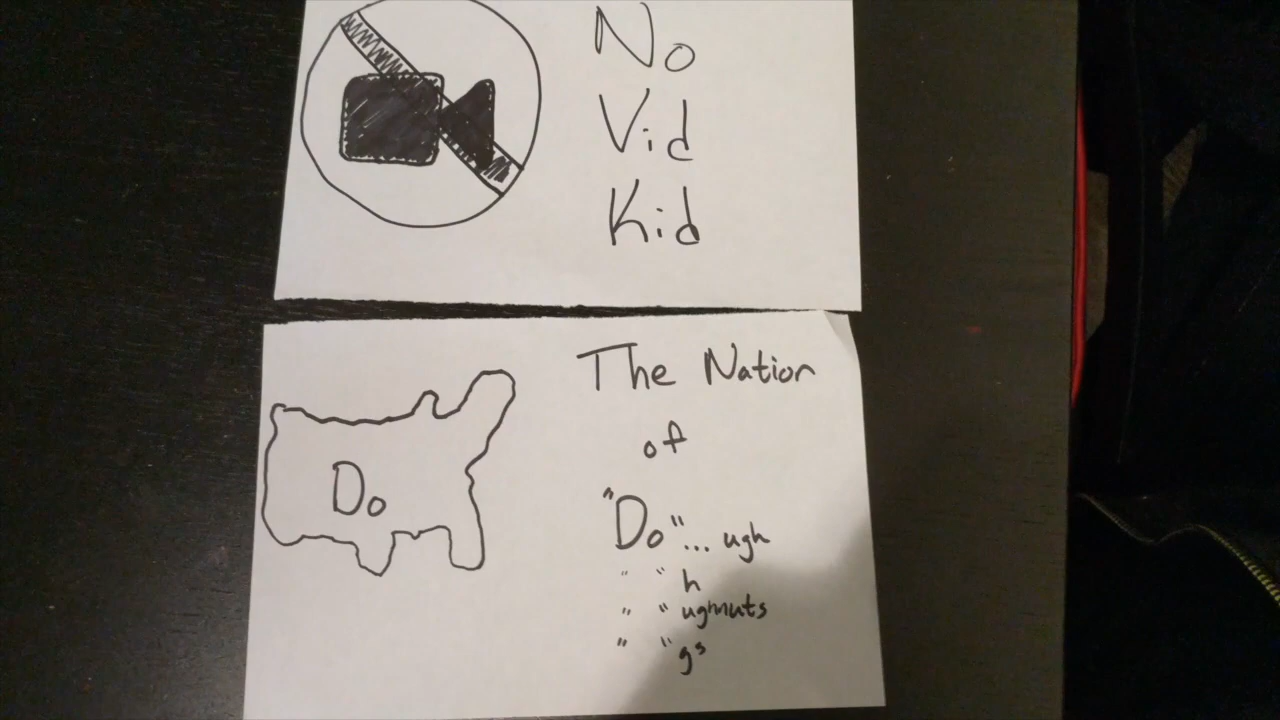 No
Vid
Kid
Do
The Nation
of
"Do"... ugh
" " h
" " ughnuts
" " gs